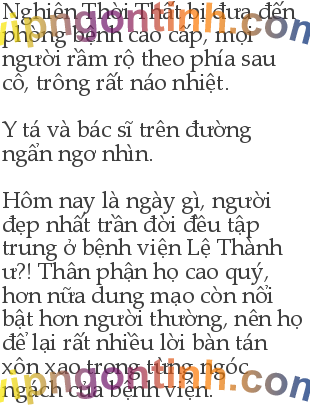 Nghiên Thời Thất bị đưa đến
phòng bệnh cao cấp, mọi
người rầm rộ theo phía sau
cô, trông rất náo nhiệt.
Y tá và bác sĩ trên đường
ngẩn ngơ nhìn.
Hôm nay là ngày gì, người
đẹp nhất trần đời đều tập
trung ở bệnh viện Lệ Thành
ư?! Thân phận họ cao quý,
hơn nữa dung mạo còn nổi
bật hơn người thường, nên họ
để lại rất nhiều lời bàn tán
xôn xao trong từng ngóc
ngách của bệnh viện.
vipngontinh.com
vipngontinh.com